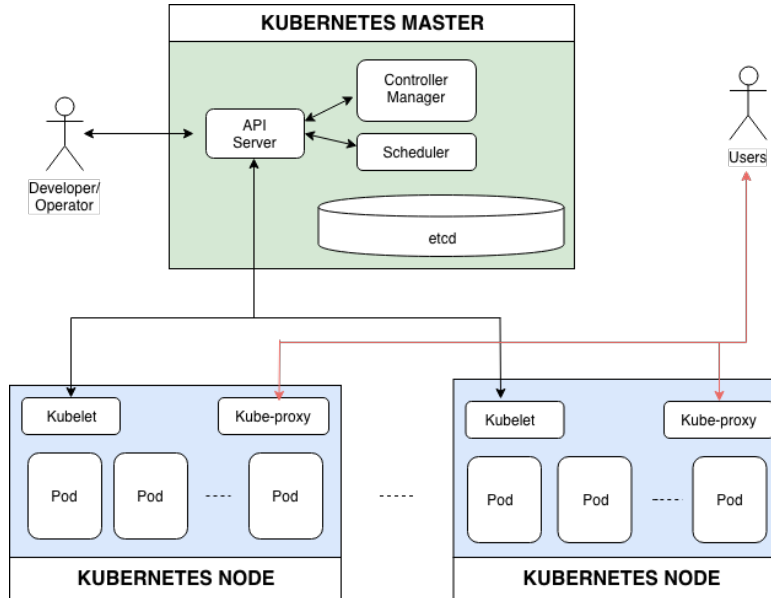 KUBERNETES MASTER
Controller
Manager
API
Server
Scheduler
etcd
Developer/
Operator
Users
Kubelet
Kube-proxy
Pod
Pod
Pod
KUBERNETES NODE
Kubelet
Kube-proxy
Pod
Pod
Pod
KUBERNETES NODE